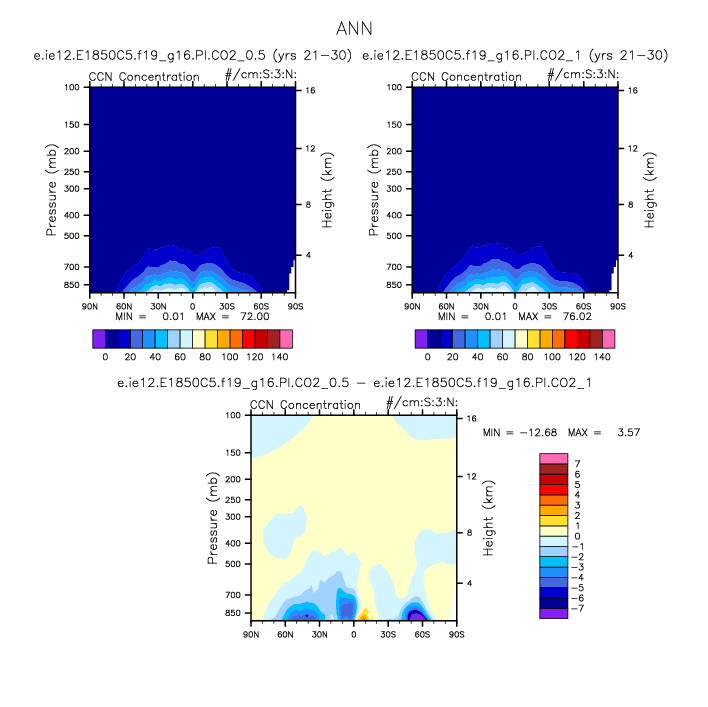 ANN
e.ie12.E1850C5.f19_g16.PI.CO2_0.5 (yrs 21-30) e.ie12.E1850C5.f19_g16.PI.CO2_1 (yrs 21-30)
CCN Concentration #/cm:S:3:N: CCN Concentration #/cm:S:3:N:
100 16 100 16
150 12 150 12
200 200
250 250
300 8 300 8
400 400
500 4 500 4
700 700
850 850
Pressure (mb) Height (km) Pressure (mb) Height (km)
90N 60N 30N 0 30S 60S 90S 90N 60N 30N 0 30S 60S 90S
MIN = 0.01 MAX = 72.00 MIN = 0.01 MAX = 76.02
0 20 40 60 80 100 120 140 0 20 40 60 80 100 120 140
e.ie12.E1850C5.f19_g16.PI.CO2_0.5 - e.ie12.E1850C5.f19_g16.PI.CO2_1
CCN Concentration #/cm:S:3:N:
MIN = -12.68 MAX = 3.57
100 16
150 12
200
250
300 8
400
500 4
700
850
Pressure (mb) Height (km)
90N 60N 30N 0 30S 60S 90S
7
6
5
4
3
2
1
0
-1
-2
-3
-4
-5
-6
-7